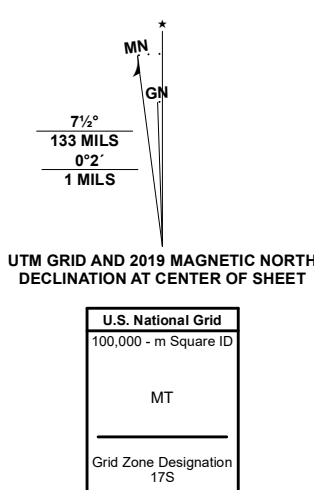 ★
MN
GN
7½°
133 MILS
0°2´
1 MILS
UTM GRID AND 2019 MAGNETIC NORTH
DECLINATION AT CENTER OF SHEET
U.S. National Grid
100,000 - m Square ID
MT
Grid Zone Designation
17S